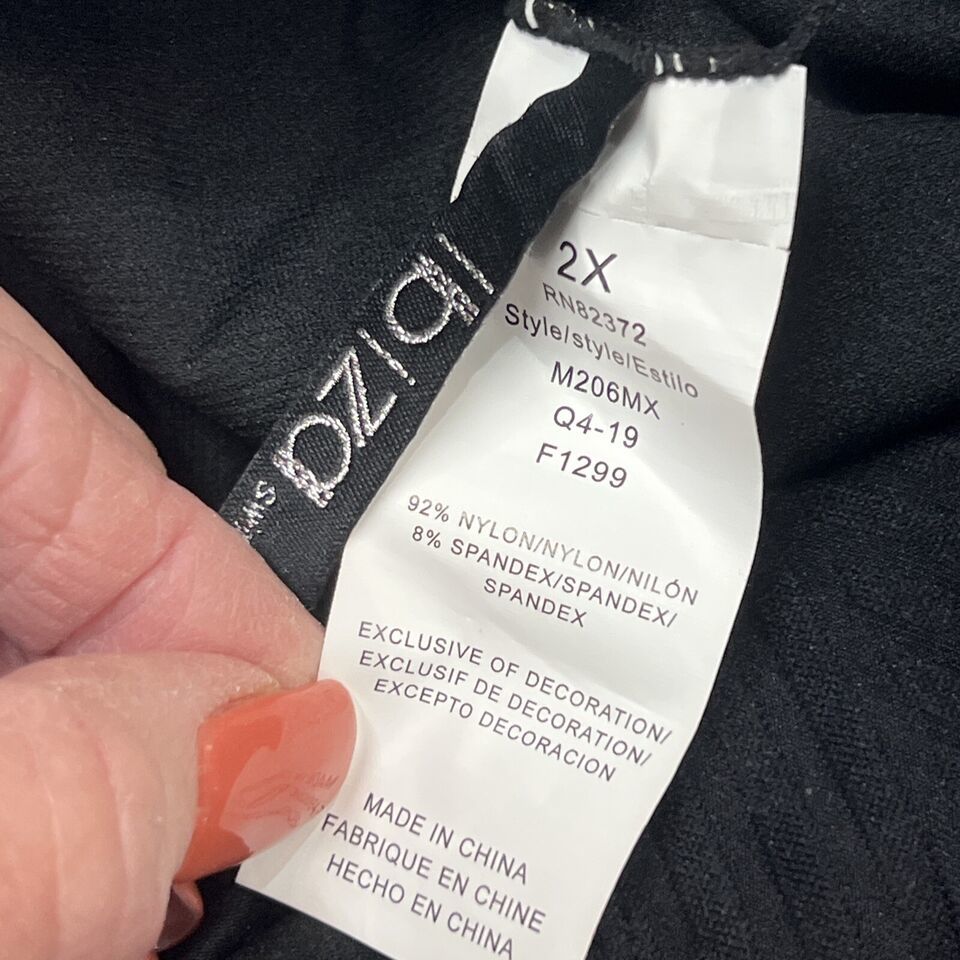 2X
RN82372
Style/style/Estilo
M206MX
Q4-19
F1299
92% NYLON/NYLON/NILÓN
8% SPANDEX/SPANDEX/
SPANDEX
EXCLUSIVE OF DECORATION/
EXCLUSIF DE DECORATION/
EXCEPTO DECORACION
MADE IN CHINA
FABRIQUE EN CHINE
HECHO EN CHINA